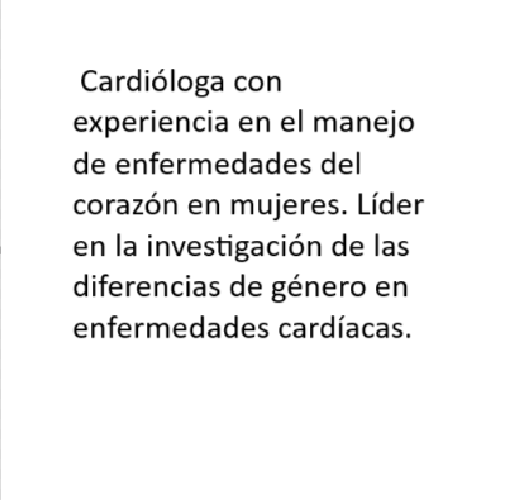 Cardióloga con
experiencia en el manejo
de enfermedades del
corazón en mujeres. Líder
en la investigación de las
diferencias de género en
enfermedades cardíacas.